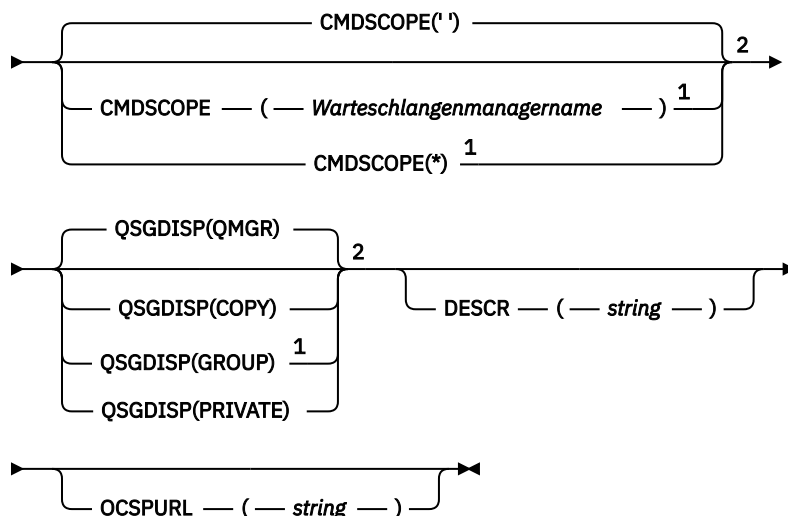 CMDSCOPE(' ')
2
CMDSCOPE ( Warteschlangenmanagername ) 1
CMDSCOPE(*) 1
QSGDISP(QMGR)
2
QSGDISP(COPY)
DESCR ( string )
QSGDISP(GROUP) 1
QSGDISP(PRIVATE)
OCSPURL ( string )